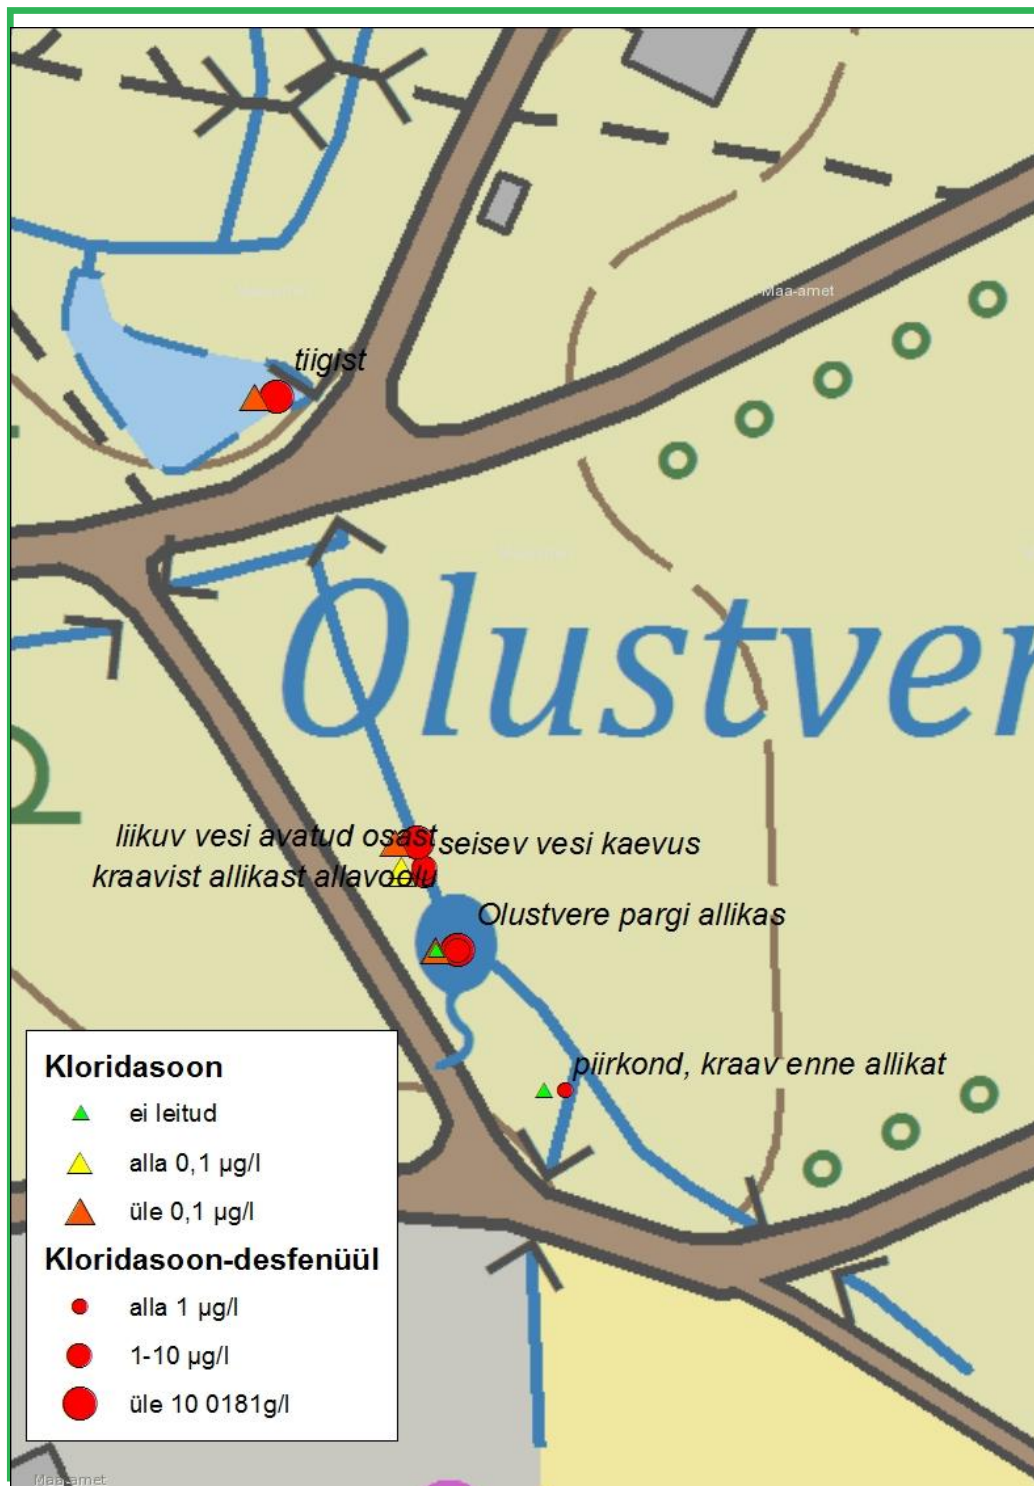 Maa-amet
tiigist
Olustver
liikuv vesi avatud osast
seisev vesi kaevus
kraavist allikast allavoolu
Olustvere pargi allikas
piirkond, kraav enne allikat
Kloridasoon
ei leitud
alla 0,1 µg/l
üle 0,1 µg/l
Kloridasoon-desfenüül
alla 1 µg/l
1-10 µg/l
üle 10 0181g/l
Maa-amet